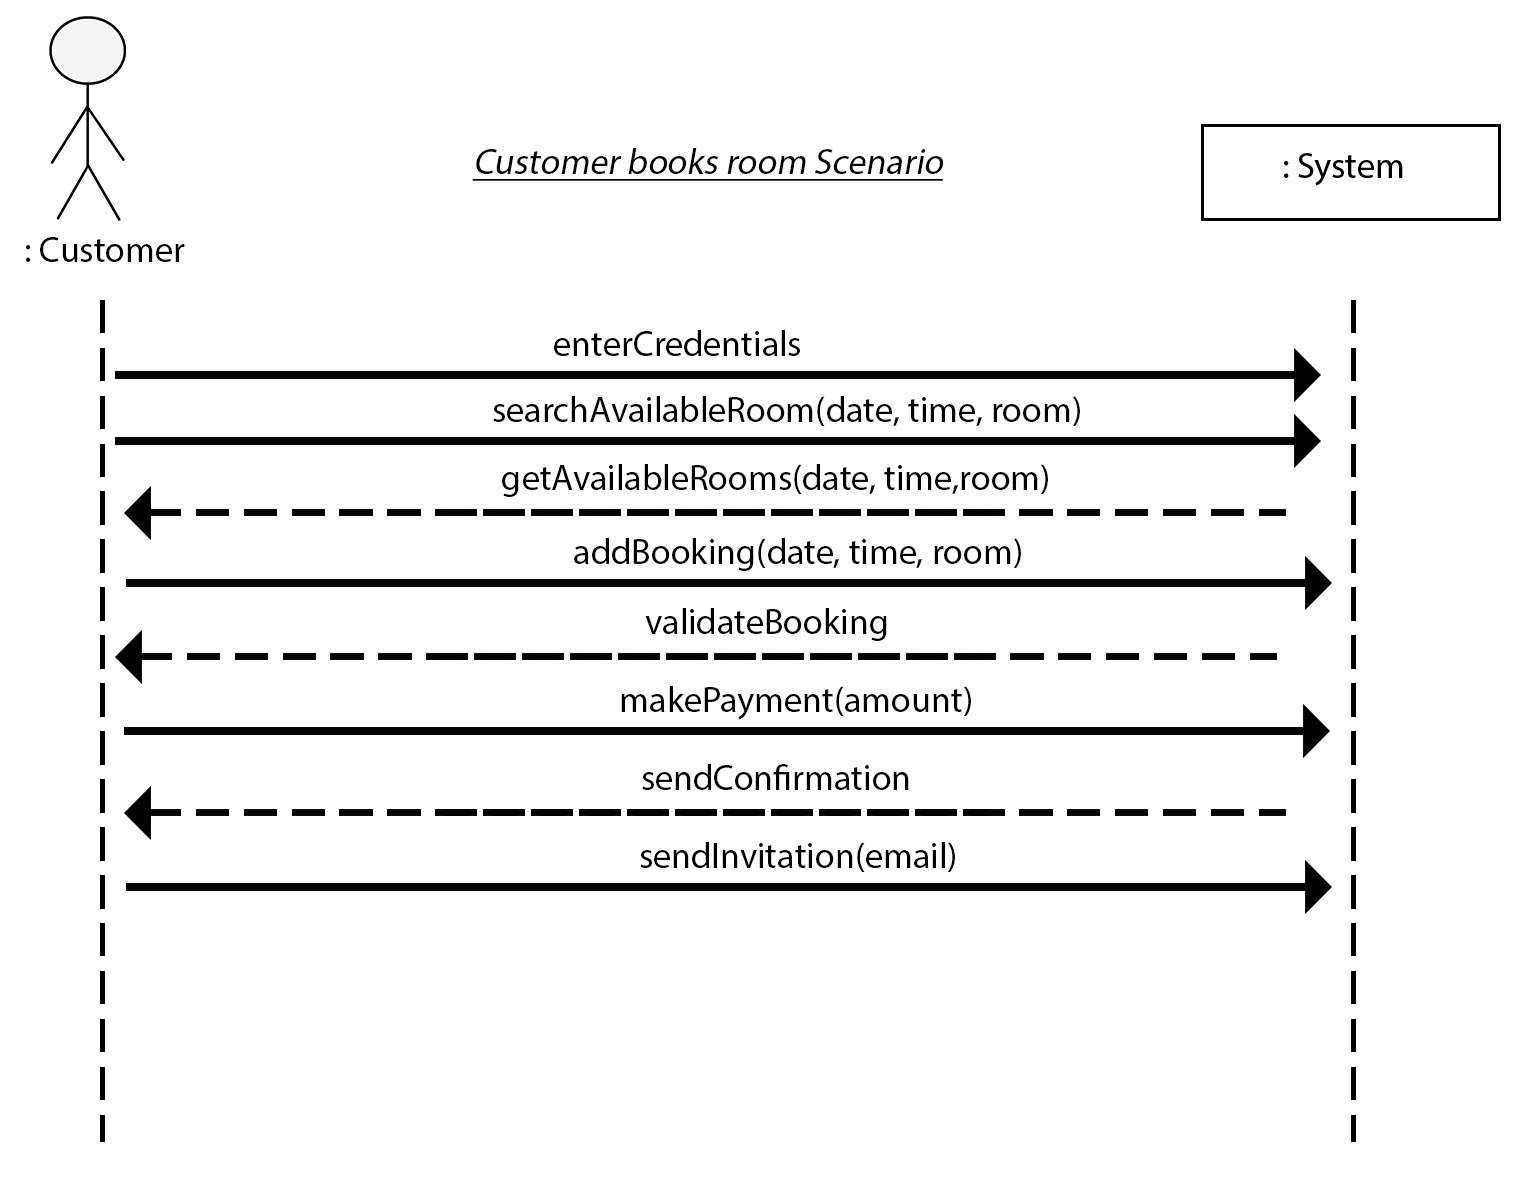 Customer books room Scenario
: System
: Customer
enterCredentials
searchAvailableRoom(date, time, room)
getAvailableRooms(date, time,room)
addBooking(date, time, room)
validateBooking
makePayment(amount)
sendConfirmation
sendInvitation(email)